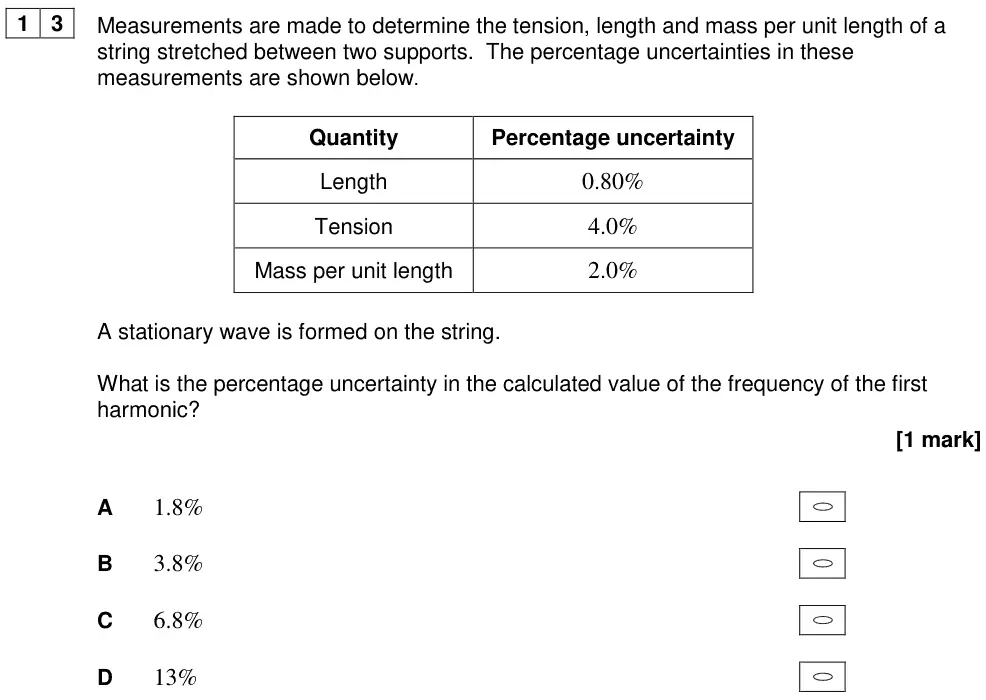 1 3 Measurements are made to determine the tension, length and mass per unit length of a
string stretched between two supports. The percentage uncertainties in these
measurements are shown below.
Quantity Percentage uncertainty
Length 0.80%
Tension 4.0%
Mass per unit length 2.0%
A stationary wave is formed on the string.
What is the percentage uncertainty in the calculated value of the frequency of the first
harmonic?
[1 mark]
A 1.8%
B 3.8%
C 6.8%
D 13%